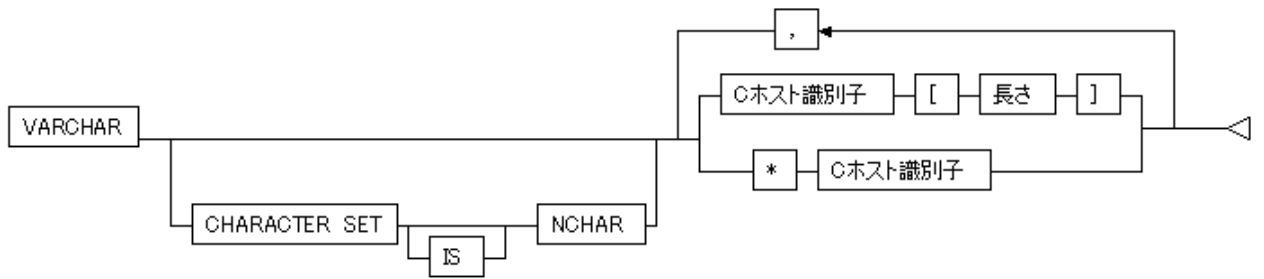 ,
Cホスト識別子 [ 長さ ]
VARCHAR
* Cホスト識別子
CHARACTER SET NCHAR
IS